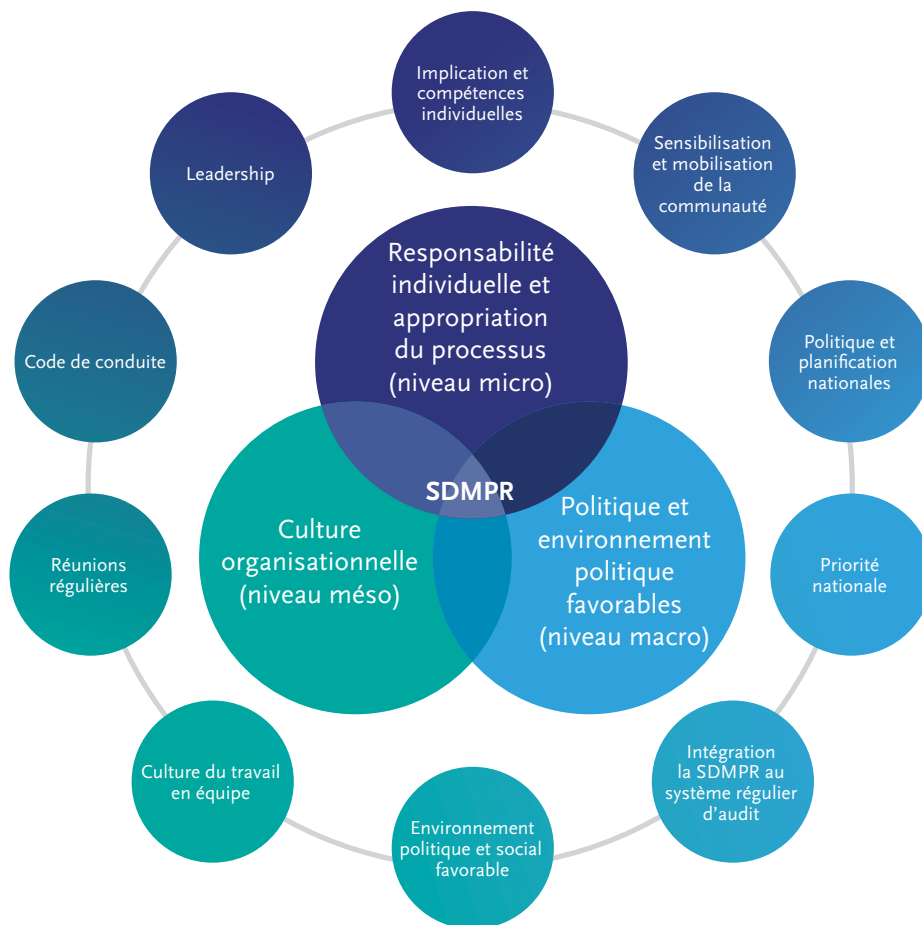 Implication et
compétences
individuelles
Sensibilisation
et mobilisation
de la
communauté
Leadership
Responsabilité
individuelle et
appropriation
du processus
(niveau micro)
Code de conduite
Politique et
planification
nationales
SDMPR
Culture
organisationnelle
(niveau méso)
Politique et
environnement
politique
favorables
(niveau macro)
Réunions
régulières
Priorité
nationale
Culture du travail
en équipe
Intégration
la SDMPR au
système régulier
d’audit
Environnement
politique et social
favorable